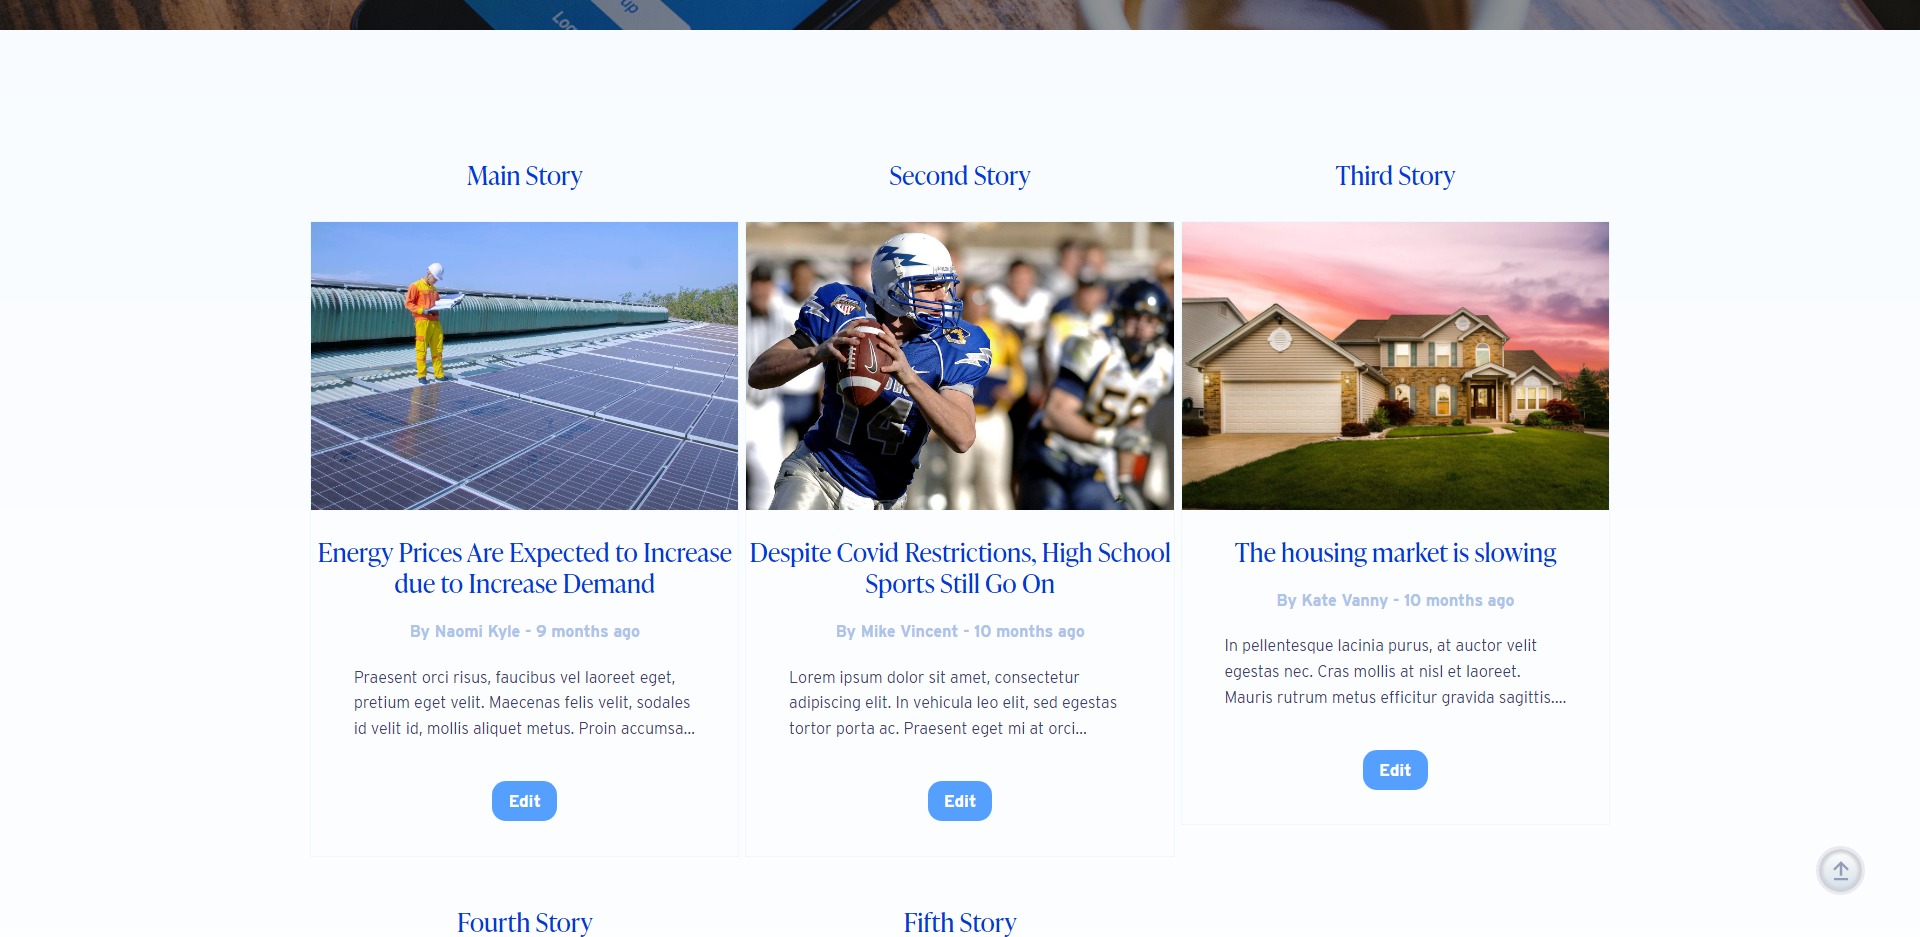 up
Main Story
Second Story
Third Story
14
Energy Prices Are Expected to Increase
due to Increase Demand
By Naomi Kyle - 9 months ago
Praesent orci risus, faucibus vel laoreet eget,
pretium eget velit. Maecenas felis velit, sodales
id velit id, mollis aliquet metus. Proin accumsa...
Edit
Despite Covid Restrictions, High School
Sports Still Go On
By Mike Vincent - 10 months ago
Lorem ipsum dolor sit amet, consectetur
adipiscing elit. In vehicula leo elit, sed egestas
tortor porta ac. Praesent eget mi at orci...
Edit
The housing market is slowing
By Kate Vanny - 10 months ago
In pellentesque lacinia purus, at auctor velit
egestas nec. Cras mollis at nisl et laoreet.
Mauris rutrum metus efficitur gravida sagittis....
Edit
Fourth Story
Fifth Story